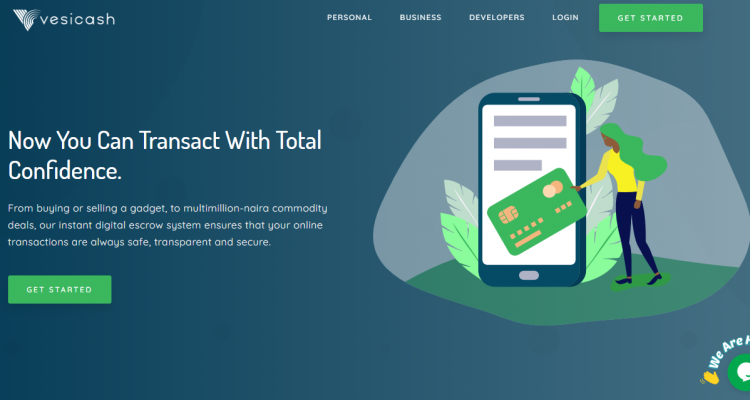 vesicash
PERSONAL BUSINESS DEVELOPERS LOGIN GET STARTED
Now You Can Transact With Total
Confidence.
From buying or selling a gadget, to multimillion-naira commodity
deals, our instant digital escrow system ensures that your online
transactions are always safe, transparent and secure.
GET STARTED
We Are